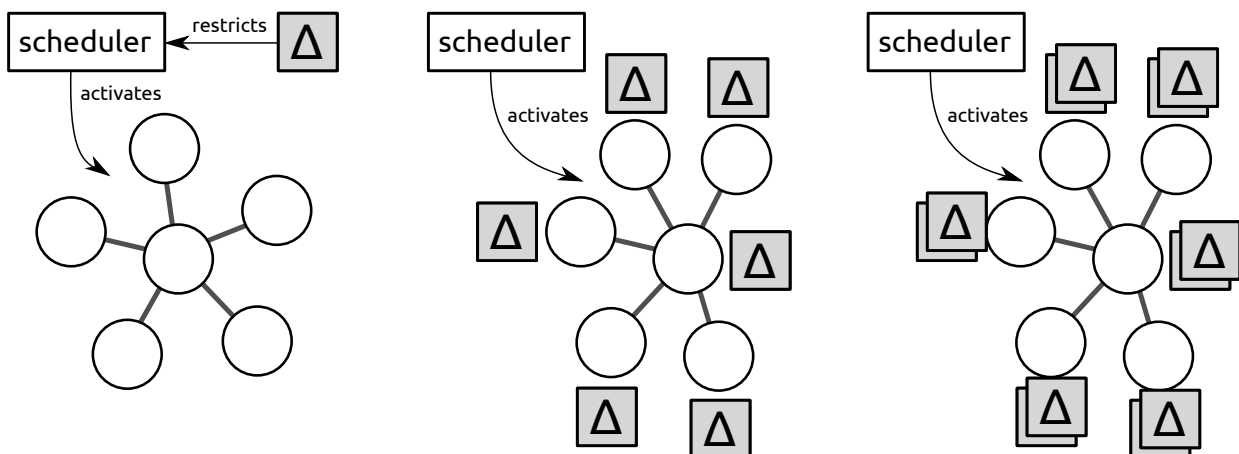 scheduler
restricts
Δ
activates
scheduler
activates
Δ
Δ
Δ
Δ
Δ
Δ
scheduler
activates
Δ
Δ
Δ
Δ
Δ
Δ